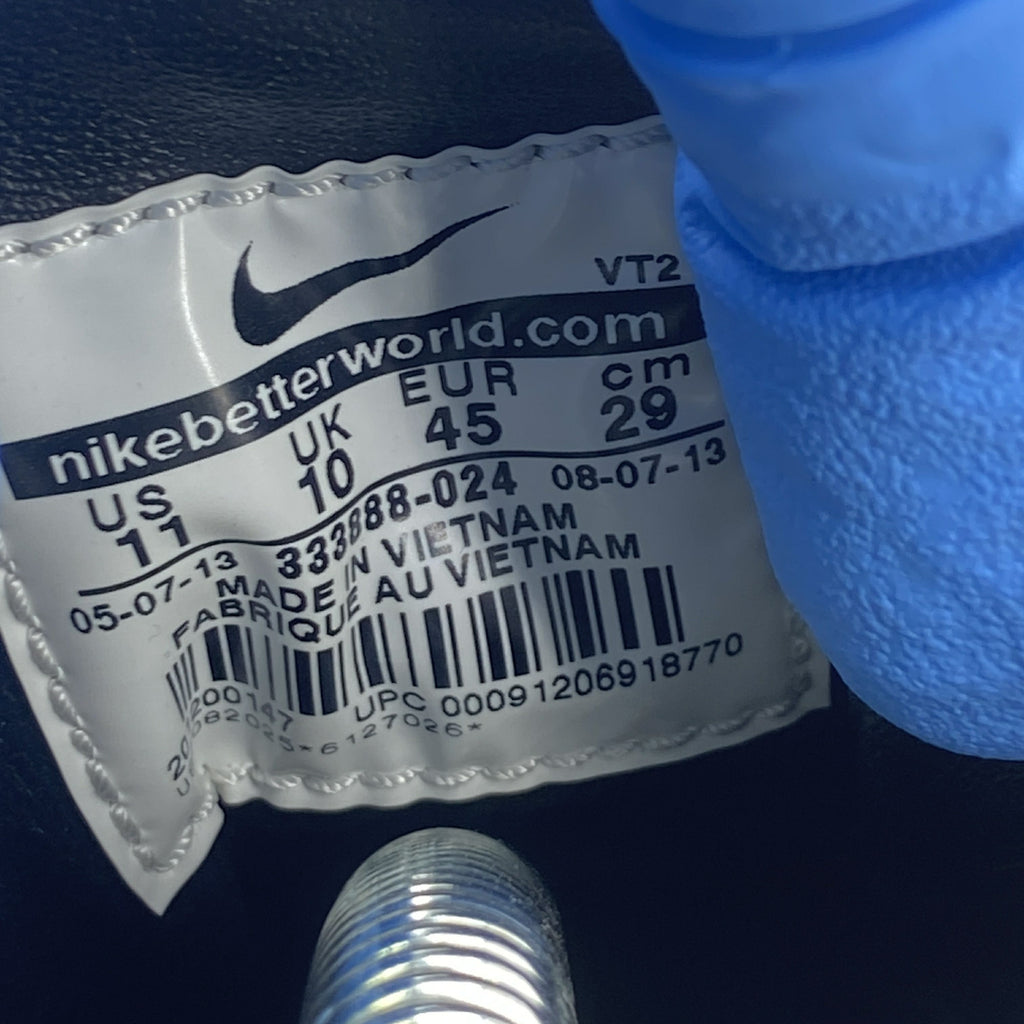 VT2
nikebetterworld.com
US UK EUR cm
11 10 45 29
05-07-13 333888-024 08-07-13
MADE IN VIETNAM
FABRIQUE AU VIETNAM
UPC 00091206918770
*6127026*